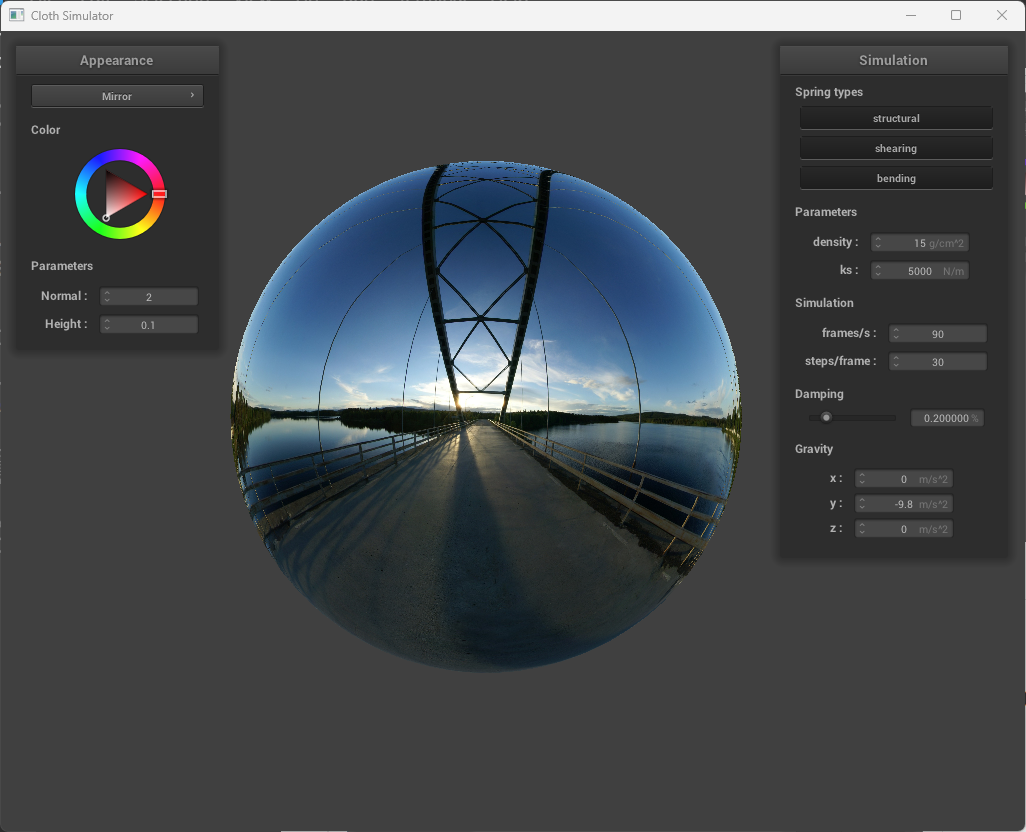 Cloth Simulator
Appearance
Mirror
Color
Parameters
Normal : 2
Height : 0.1
Simulation
Spring types
structural
shearing
bending
Parameters
density : 15 g/cm^2
ks : 5000 N/m
Simulation
frames/s : 90
steps/frame : 30
Damping
0.200000 %
Gravity
x : 0 m/s^2
y : -9.8 m/s^2
z : 0 m/s^2